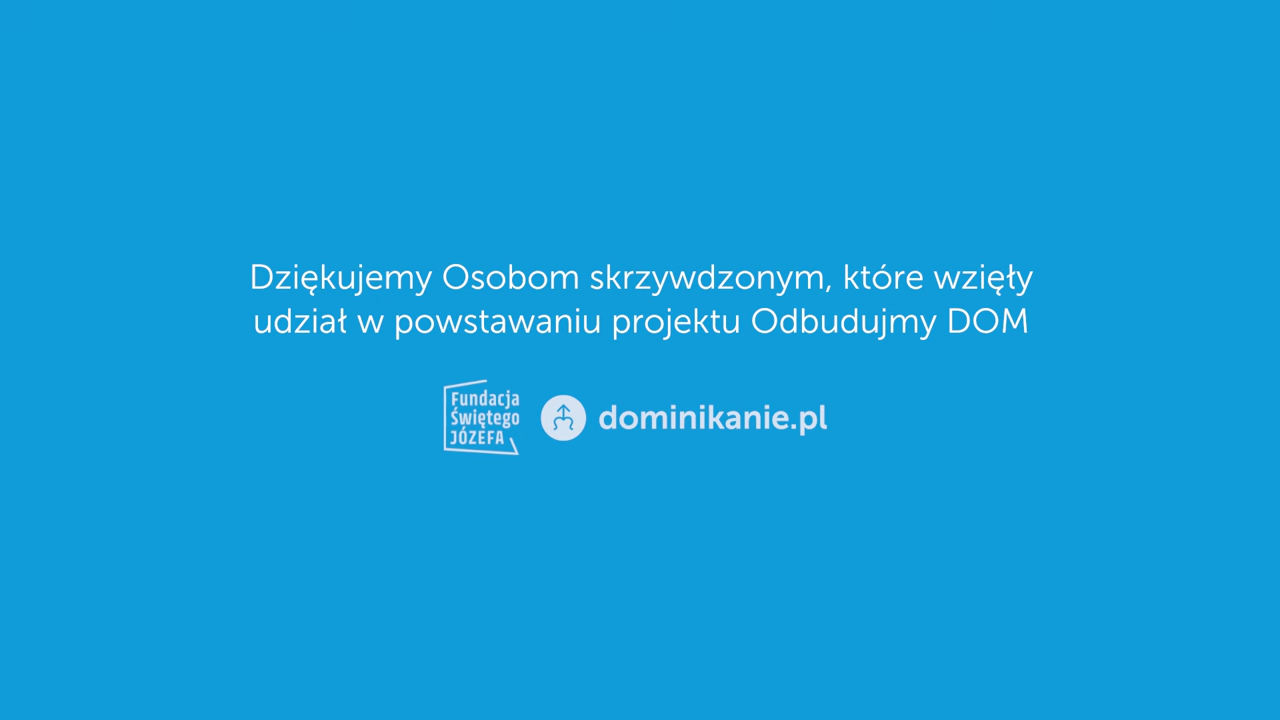 Dziękujemy Osobom skrzywdzonym, które wzięły
udział w powstawaniu projektu Odbudujmy DOM
Fundacja
Świętego
JÓZEFA
dominikanie.pl